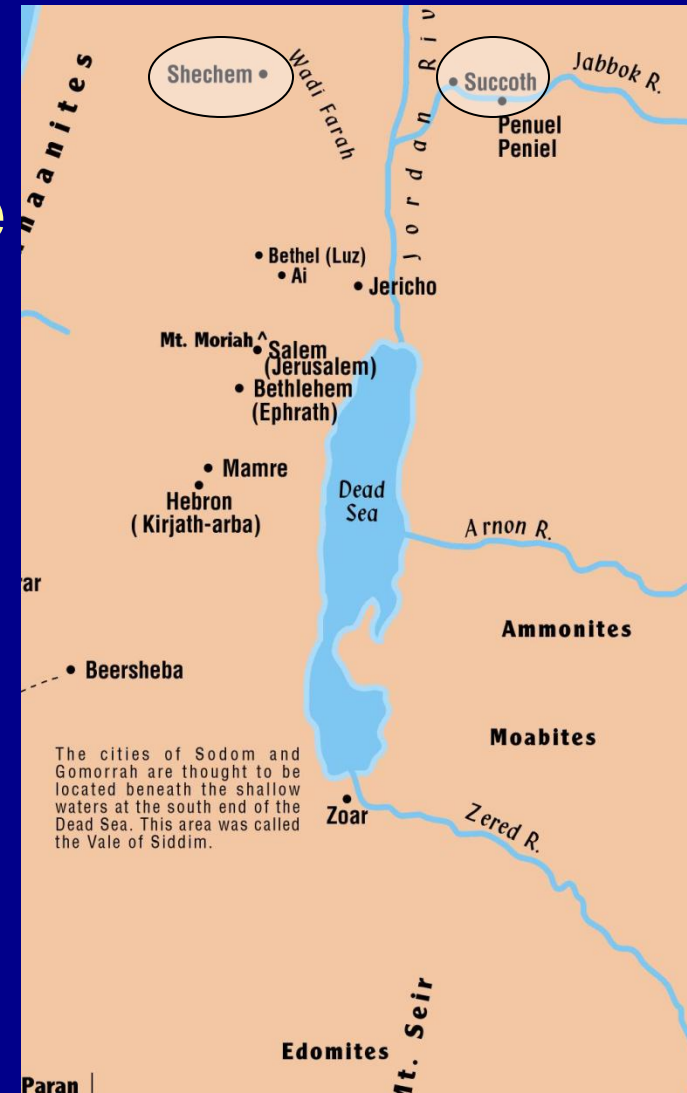 Shechem
Wadi Farah
Jordan Riv
Succoth
Jabbok R.
Penuel
Peniel
naanites
e
Bethel (Luz)
Ai
Jericho
Mt. Moriah ^
Salem
(Jerusalem)
Bethlehem
(Ephrath)
Mamre
Hebron
( Kirjath-arba)
Dead
Sea
Arnon R.
ar
Ammonites
Beersheba
Moabites
The cities of Sodom and
Gomorrah are thought to be
located beneath the shallow
waters at the south end of the
Dead Sea. This area was called
the Vale of Siddim.
Zoar
Zered R.
Mt. Seir
Edomites
Paran